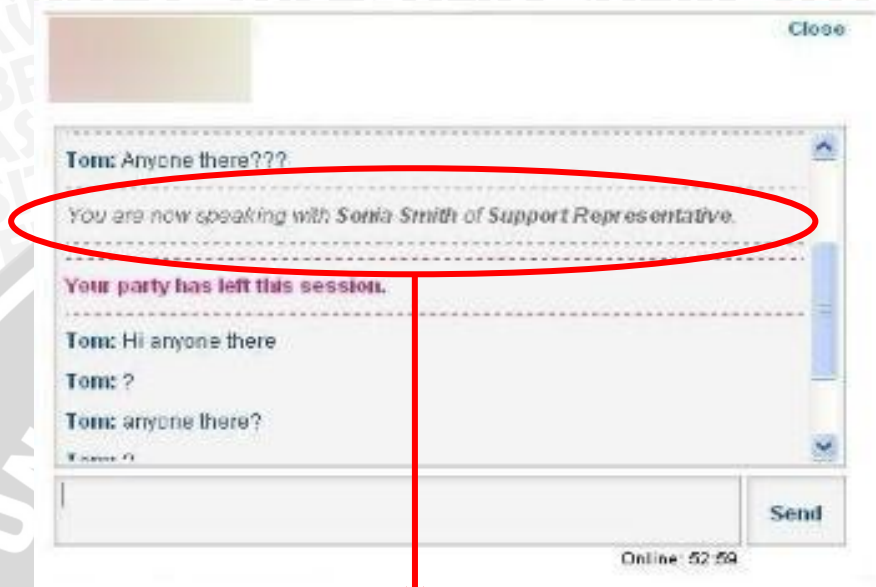 Close
Tom: Anyone there???
You are now speaking with Sonia Smith of Support Representative.
Your party has left this session.
Tom: Hi anyone there
Tom: ?
Tom: anyone there?
Tom: ?
Send
Online: 52:59